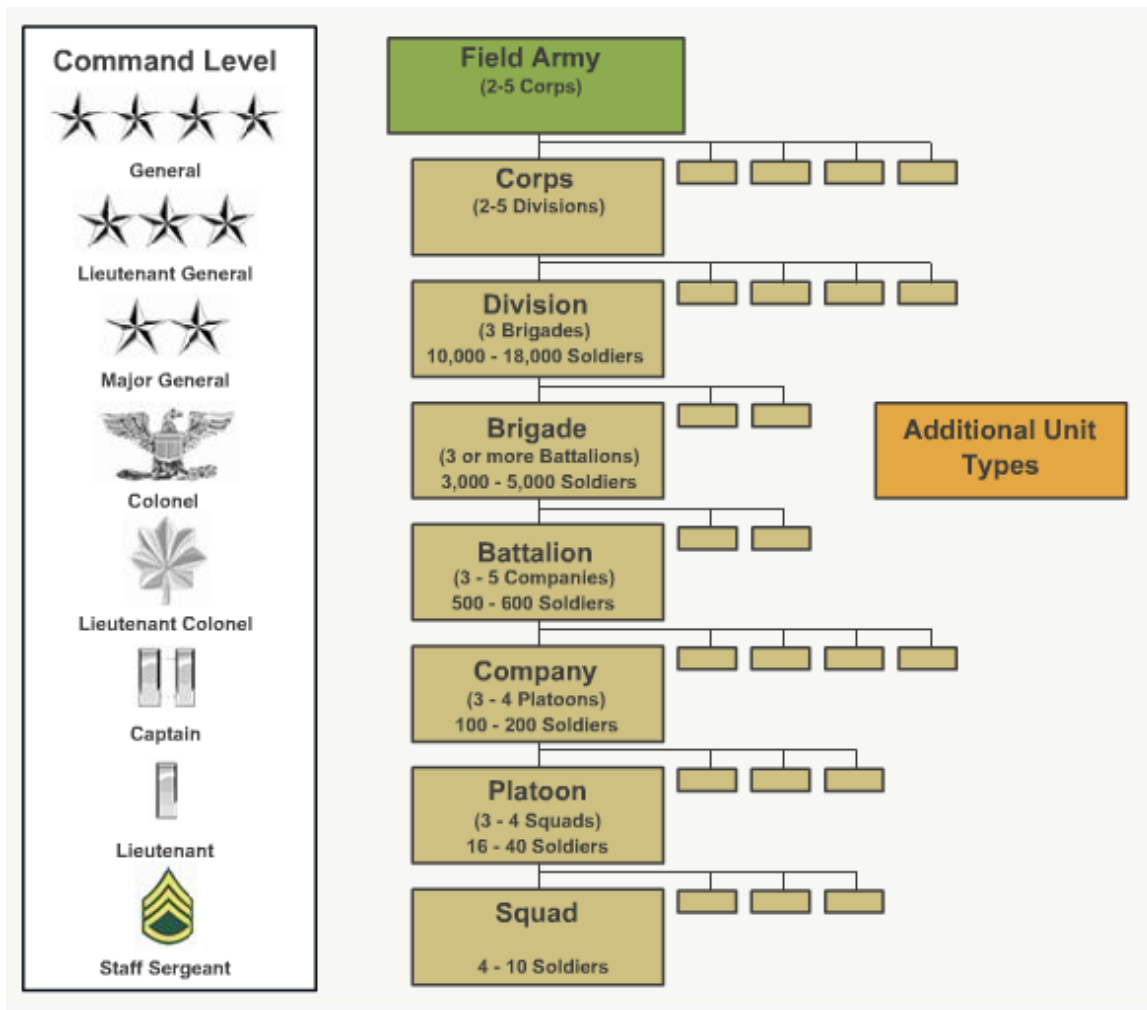 Command Level
General
Lieutenant General
Major General
Colonel
Lieutenant Colonel
Captain
Lieutenant
Staff Sergeant
Field Army
(2-5 Corps)
Corps
(2-5 Divisions)
Division
(3 Brigades)
10,000 - 18,000 Soldiers
Brigade
(3 or more Battalions)
3,000 - 5,000 Soldiers
Battalion
(3 - 5 Companies)
500 - 600 Soldiers
Company
(3 - 4 Platoons)
100 - 200 Soldiers
Platoon
(3 - 4 Squads)
16 - 40 Soldiers
Squad
4 - 10 Soldiers
Additional Unit
Types